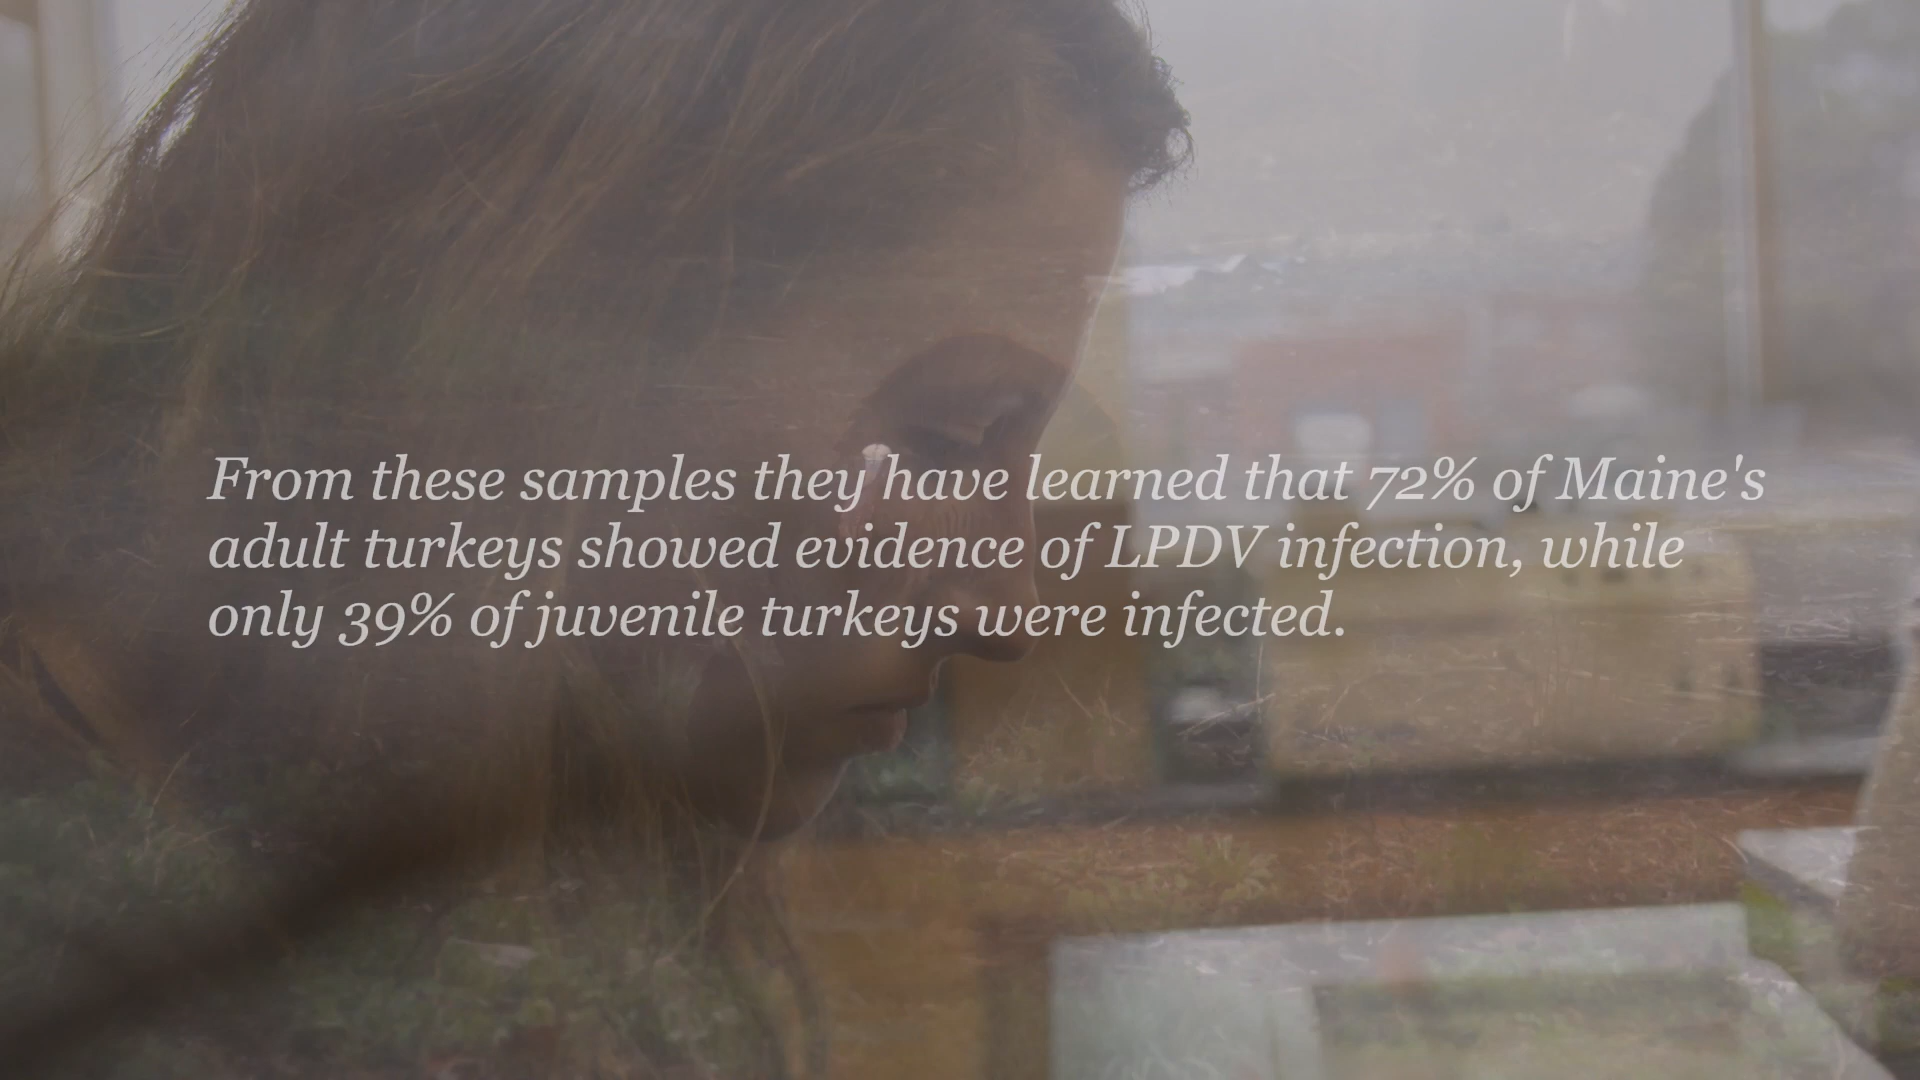 From these samples they have learned that 72% of Maine's
adult turkeys showed evidence of LPDV infection, while
only 39% of juvenile turkeys were infected.